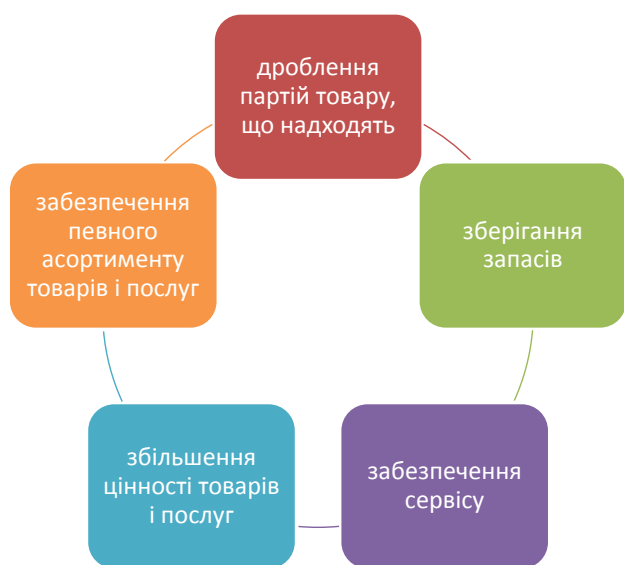 дроблення
партій товару,
що надходять
зберігання
запасів
забезпечення
сервісу
збільшення
цінності товарів
і послуг
забезпечення
певного
асортименту
товарів і послуг